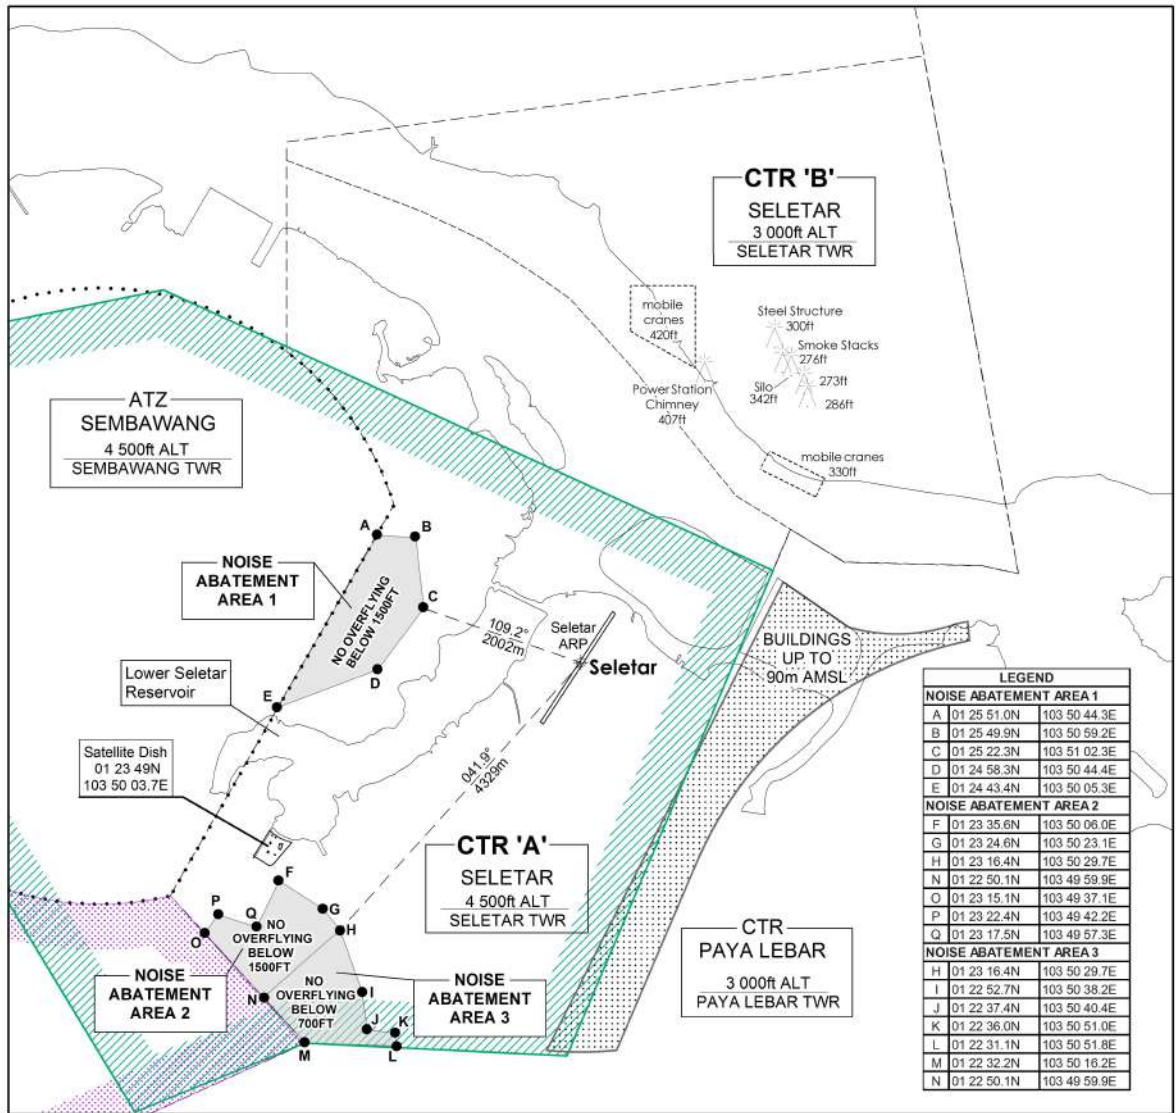 CTR 'B'
SELETAR
3 000ft ALT
SELETAR TWR
mobile
cranes
420ft
Steel Structure
300ft
Smoke Stacks
276ft
273ft
Silo
342ft
286ft
Power Station
Chimney
407ft
mobile cranes
330ft
ATZ
SEMBAWANG
4 500ft ALT
SEMBAWANG TWR
A
B
C
D
E
NOISE
ABATEMENT
AREA 1
NO OVERFLYING
BELOW 1500FT
109.2°
2002m
Seletar
ARP
Seletar
BUILDINGS
UP TO
90m AMSL
Lower Seletar
Reservoir
Satellite Dish
01 23 49N
103 50 03.7E
041.9°
4329m
CTR 'A'
SELETAR
4 500ft ALT
SELETAR TWR
F
G
H
P
Q
O
N
I
J
K
L
M
NO
OVERFLYING
BELOW
1500FT
NO
OVERFLYING
BELOW
700FT
NOISE
ABATEMENT
AREA 2
NOISE
ABATEMENT
AREA 3
CTR
PAYA LEBAR
3 000ft ALT
PAYA LEBAR TWR
LEGEND
NOISE ABATEMENT AREA 1
A 01 25 51.0N 103 50 44.3E
B 01 25 49.9N 103 50 59.2E
C 01 25 22.3N 103 51 02.3E
D 01 24 58.3N 103 50 44.4E
E 01 24 43.4N 103 50 05.3E
NOISE ABATEMENT AREA 2
F 01 23 35.6N 103 50 06.0E
G 01 23 24.6N 103 50 23.1E
H 01 23 16.4N 103 50 29.7E
N 01 22 50.1N 103 49 59.9E
O 01 23 15.1N 103 49 37.1E
P 01 23 22.4N 103 49 42.2E
Q 01 23 17.5N 103 49 57.3E
NOISE ABATEMENT AREA 3
H 01 23 16.4N 103 50 29.7E
I 01 22 52.7N 103 50 38.2E
J 01 22 37.4N 103 50 40.4E
K 01 22 36.0N 103 50 51.0E
L 01 22 31.1N 103 50 51.8E
M 01 22 32.2N 103 50 16.2E
N 01 22 50.1N 103 49 59.9E